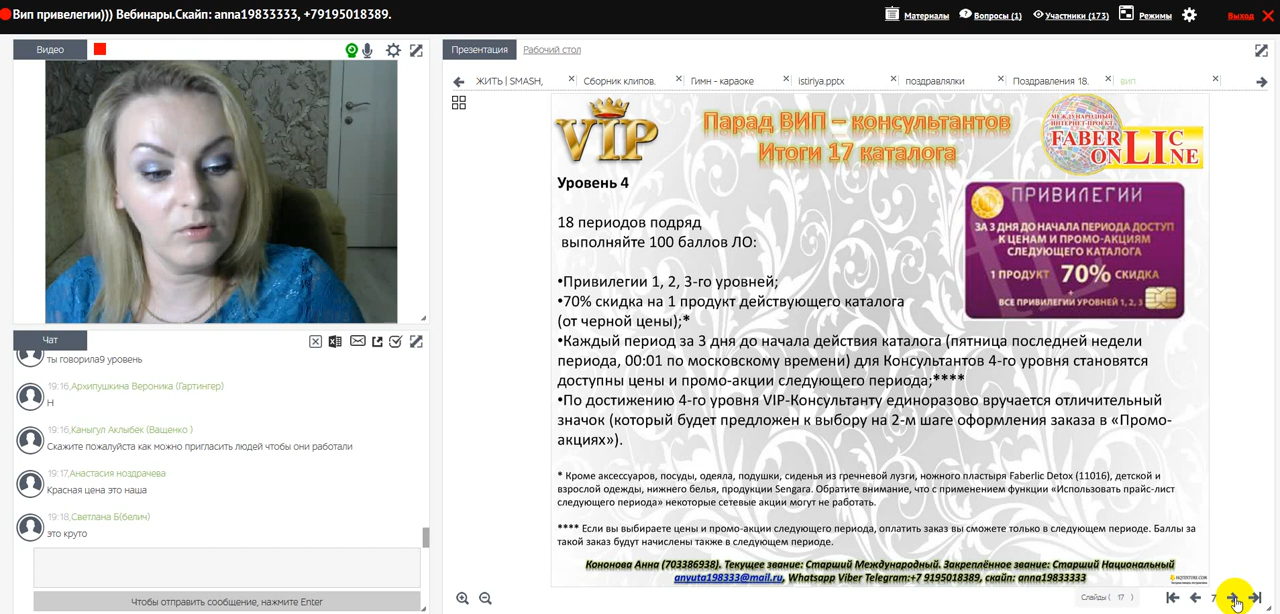 Вип привелегии))) Вебинары.Скайп: anna19833333, +79195018389.
Материалы Вопросы (1) Участники (173) Режимы Выход
Видео
Презентация Рабочий стол
ЖИТЬ | SMASH, Сборник клипов. Гимн - караоке istiriya.pptx поздравлялки Поздравления 18. вип
VIP
Парад ВИП – консультантов
Итоги 17 каталога
МЕЖДУНАРОДНЫЙ
ИНТЕРНЕТ-ПРОЕКТ
FABERLIC
ONLINE
Уровень 4
18 периодов подряд
выполняйте 100 баллов ЛО:
•Привилегии 1, 2, 3-го уровней;
•70% скидка на 1 продукт действующего каталога
(от черной цены);*
•Каждый период за 3 дня до начала действия каталога (пятница последней недели
периода, 00:01 по московскому времени) для Консультантов 4-го уровня становятся
доступны цены и промо-акции следующего периода;****
•По достижению 4-го уровня VIP-Консультанту единоразово вручается отличительный
значок (который будет предложен к выбору на 2-м шаге оформления заказа в «Промо-
акциях»).
ПРИВИЛЕГИИ
ЗА 3 ДНЯ ДО НАЧАЛА ПЕРИОДА ДОСТУП
К ЦЕНАМ И ПРОМО-АКЦИЯМ
СЛЕДУЮЩЕГО КАТАЛОГА
1 ПРОДУКТ 70% СКИДКА
+
ВСЕ ПРИВИЛЕГИИ УРОВНЕЙ 1, 2, 3
* Кроме аксессуаров, посуды, одеяла, подушки, сиденья из гречневой лузги, ножного пластыря Faberlic Detox (11016), детской и
взрослой одежды, нижнего белья, продукции Sengara. Обратите внимание, что с применением функции «Использовать прайс-лист
следующего периода» некоторые сетевые акции могут не работать.
**** Если вы выбираете цены и промо-акции следующего периода, оплатить заказ вы сможете только в следующем периоде. Баллы за
такой заказ будут начислены также в следующем периоде.
Кононова Анна (703386938). Текущее звание: Старший Международный. Закреплённое звание: Старший Национальный
anyuta198333@mail.ru, Whatsapp Viber Telegram:+7 9195018389, скайп: anna19833333
Слайды ( 17 ) 7
Чат
ты говорила9 уровень
19:16,Архипушкина Вероника (Гартингер)
Н
19:16,Каныгул Аклыбек (Ващенко )
Скажите пожалуйста как можно пригласить людей чтобы они работали
19:17,Анастасия ноздрачева
Красная цена это наша
19:18,Светлана Б(белич)
это круто
Чтобы отправить сообщение, нажмите Enter